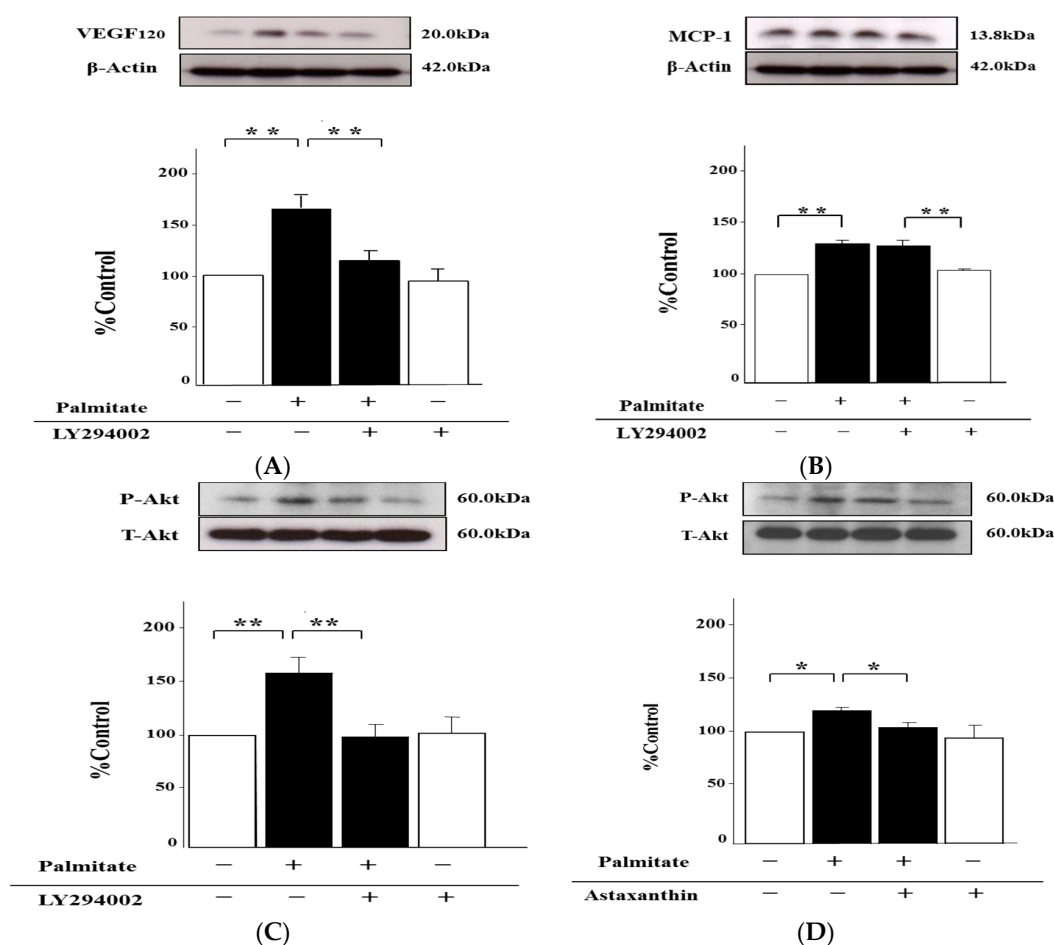 VEGF120 20.0kDa
β-Actin 42.0kDa
* * * *
200
150
100
50
0
%Control
Palmitate − + + −
LY294002 − − + +
(A)
MCP-1 13.8kDa
β-Actin 42.0kDa
* * * *
200
150
100
50
0
%Control
Palmitate − + + −
LY294002 − − + +
(B)
P-Akt 60.0kDa
T-Akt 60.0kDa
** **
200
150
100
50
0
%Control
Palmitate − + + −
LY294002 − − + +
(C)
P-Akt 60.0kDa
T-Akt 60.0kDa
* *
200
150
100
50
0
%Control
Palmitate − + + −
Astaxanthin − − + +
(D)